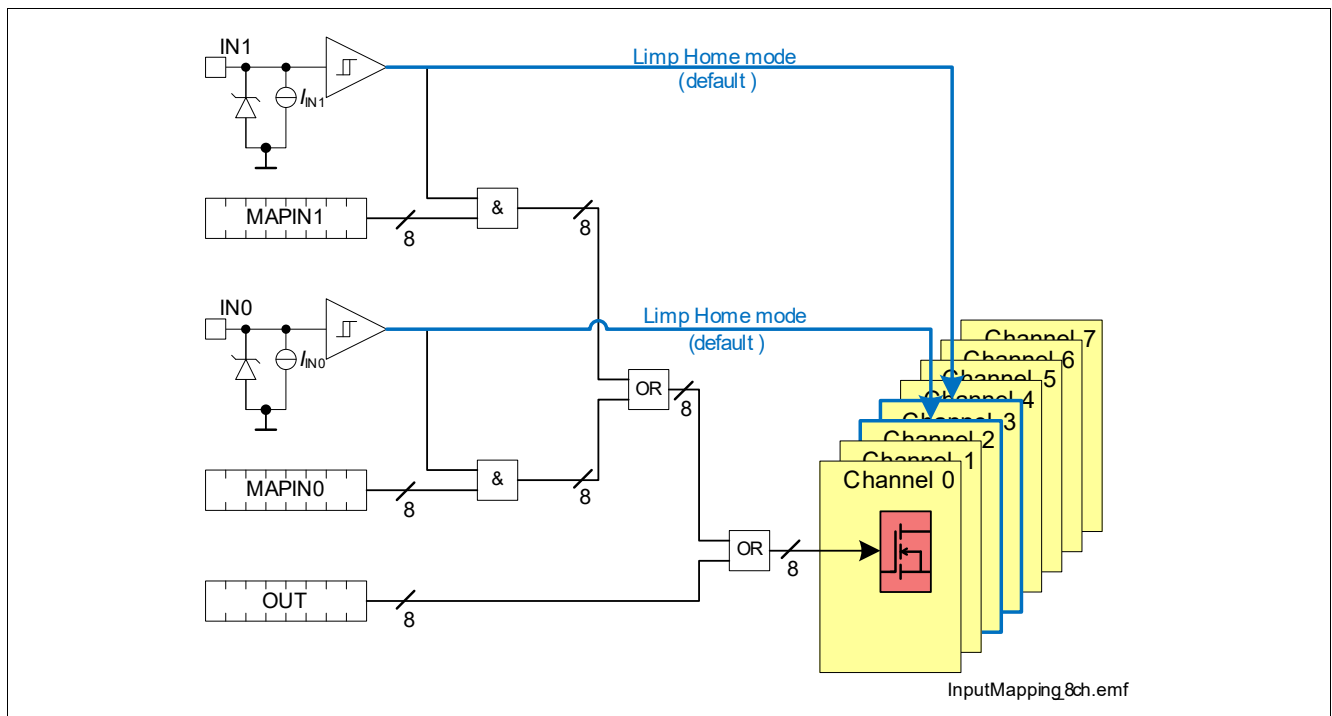 IN1
Limp Home mode
(default )
IIN1
MAPIN1
8
&
8
IN0
Limp Home mode
(default )
IIN0
Channel 7
Channel 6
Channel 5
Channel 4
Channel 3
Channel 2
Channel 1
Channel 0
OR
8
MAPIN0
8
&
8
OR
8
OUT
8
InputMapping_8ch.emf